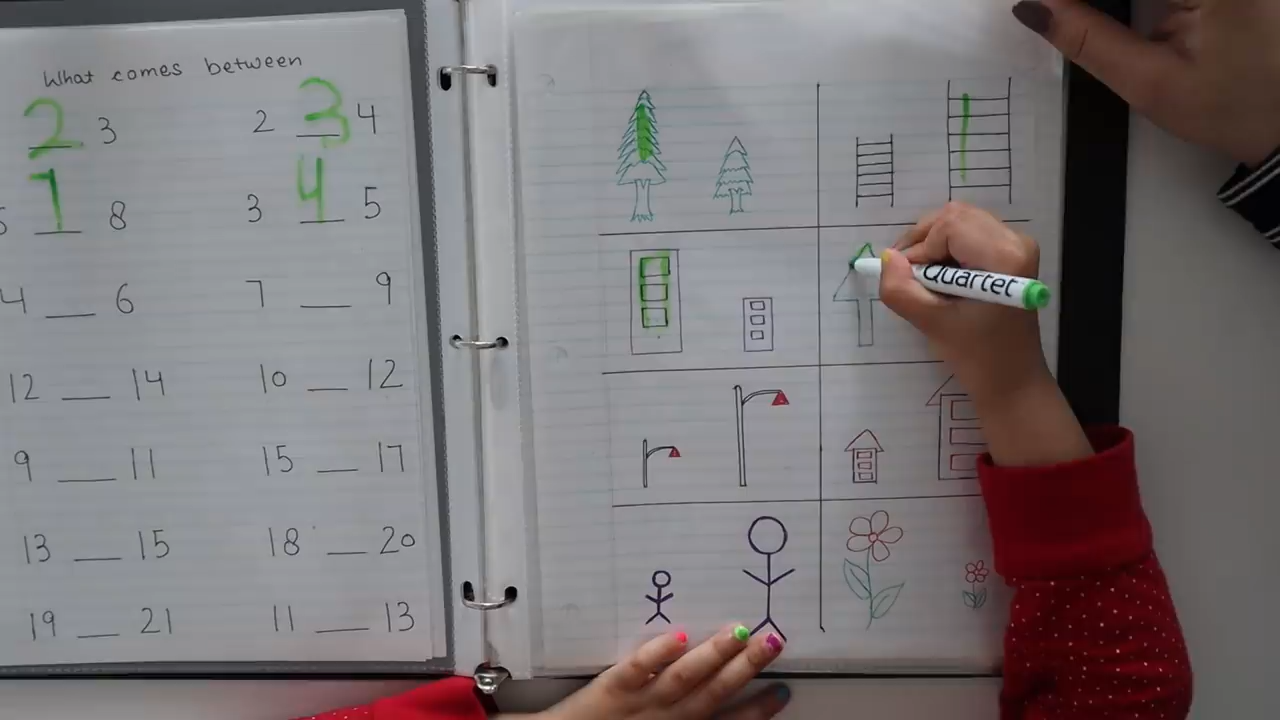 What comes between
2 3 2 3 4
1 8 3 4 5
4 __ 6 7 __ 9
12 __ 14 10 __ 12
9 __ 11 15 __ 17
13 __ 15 18 __ 20
19 __ 21 11 __ 13
Quartet